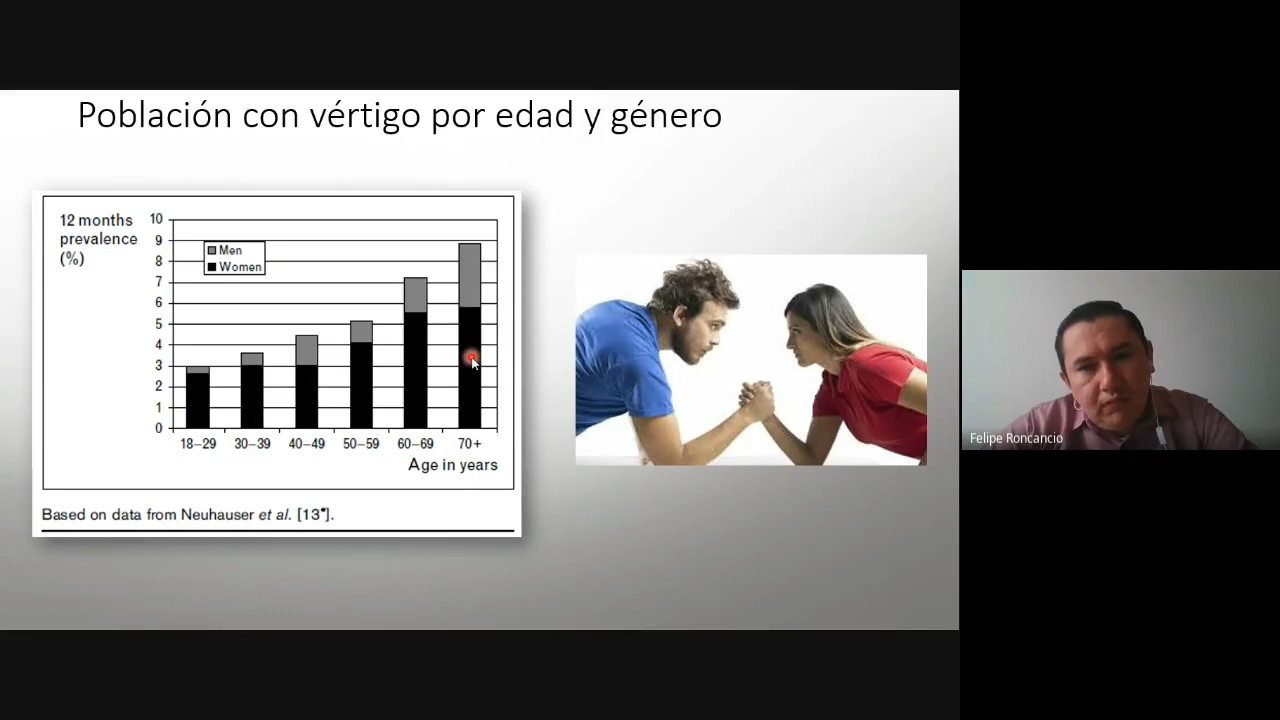 Población con vértigo por edad y género
12 months
prevalence
(%)
10
9
8
7
6
5
4
3
2
1
0
Men
Women
18–29 30–39 40–49 50–59 60–69 70+
Age in years
Based on data from Neuhauser et al. [13•].
Felipe Roncancio